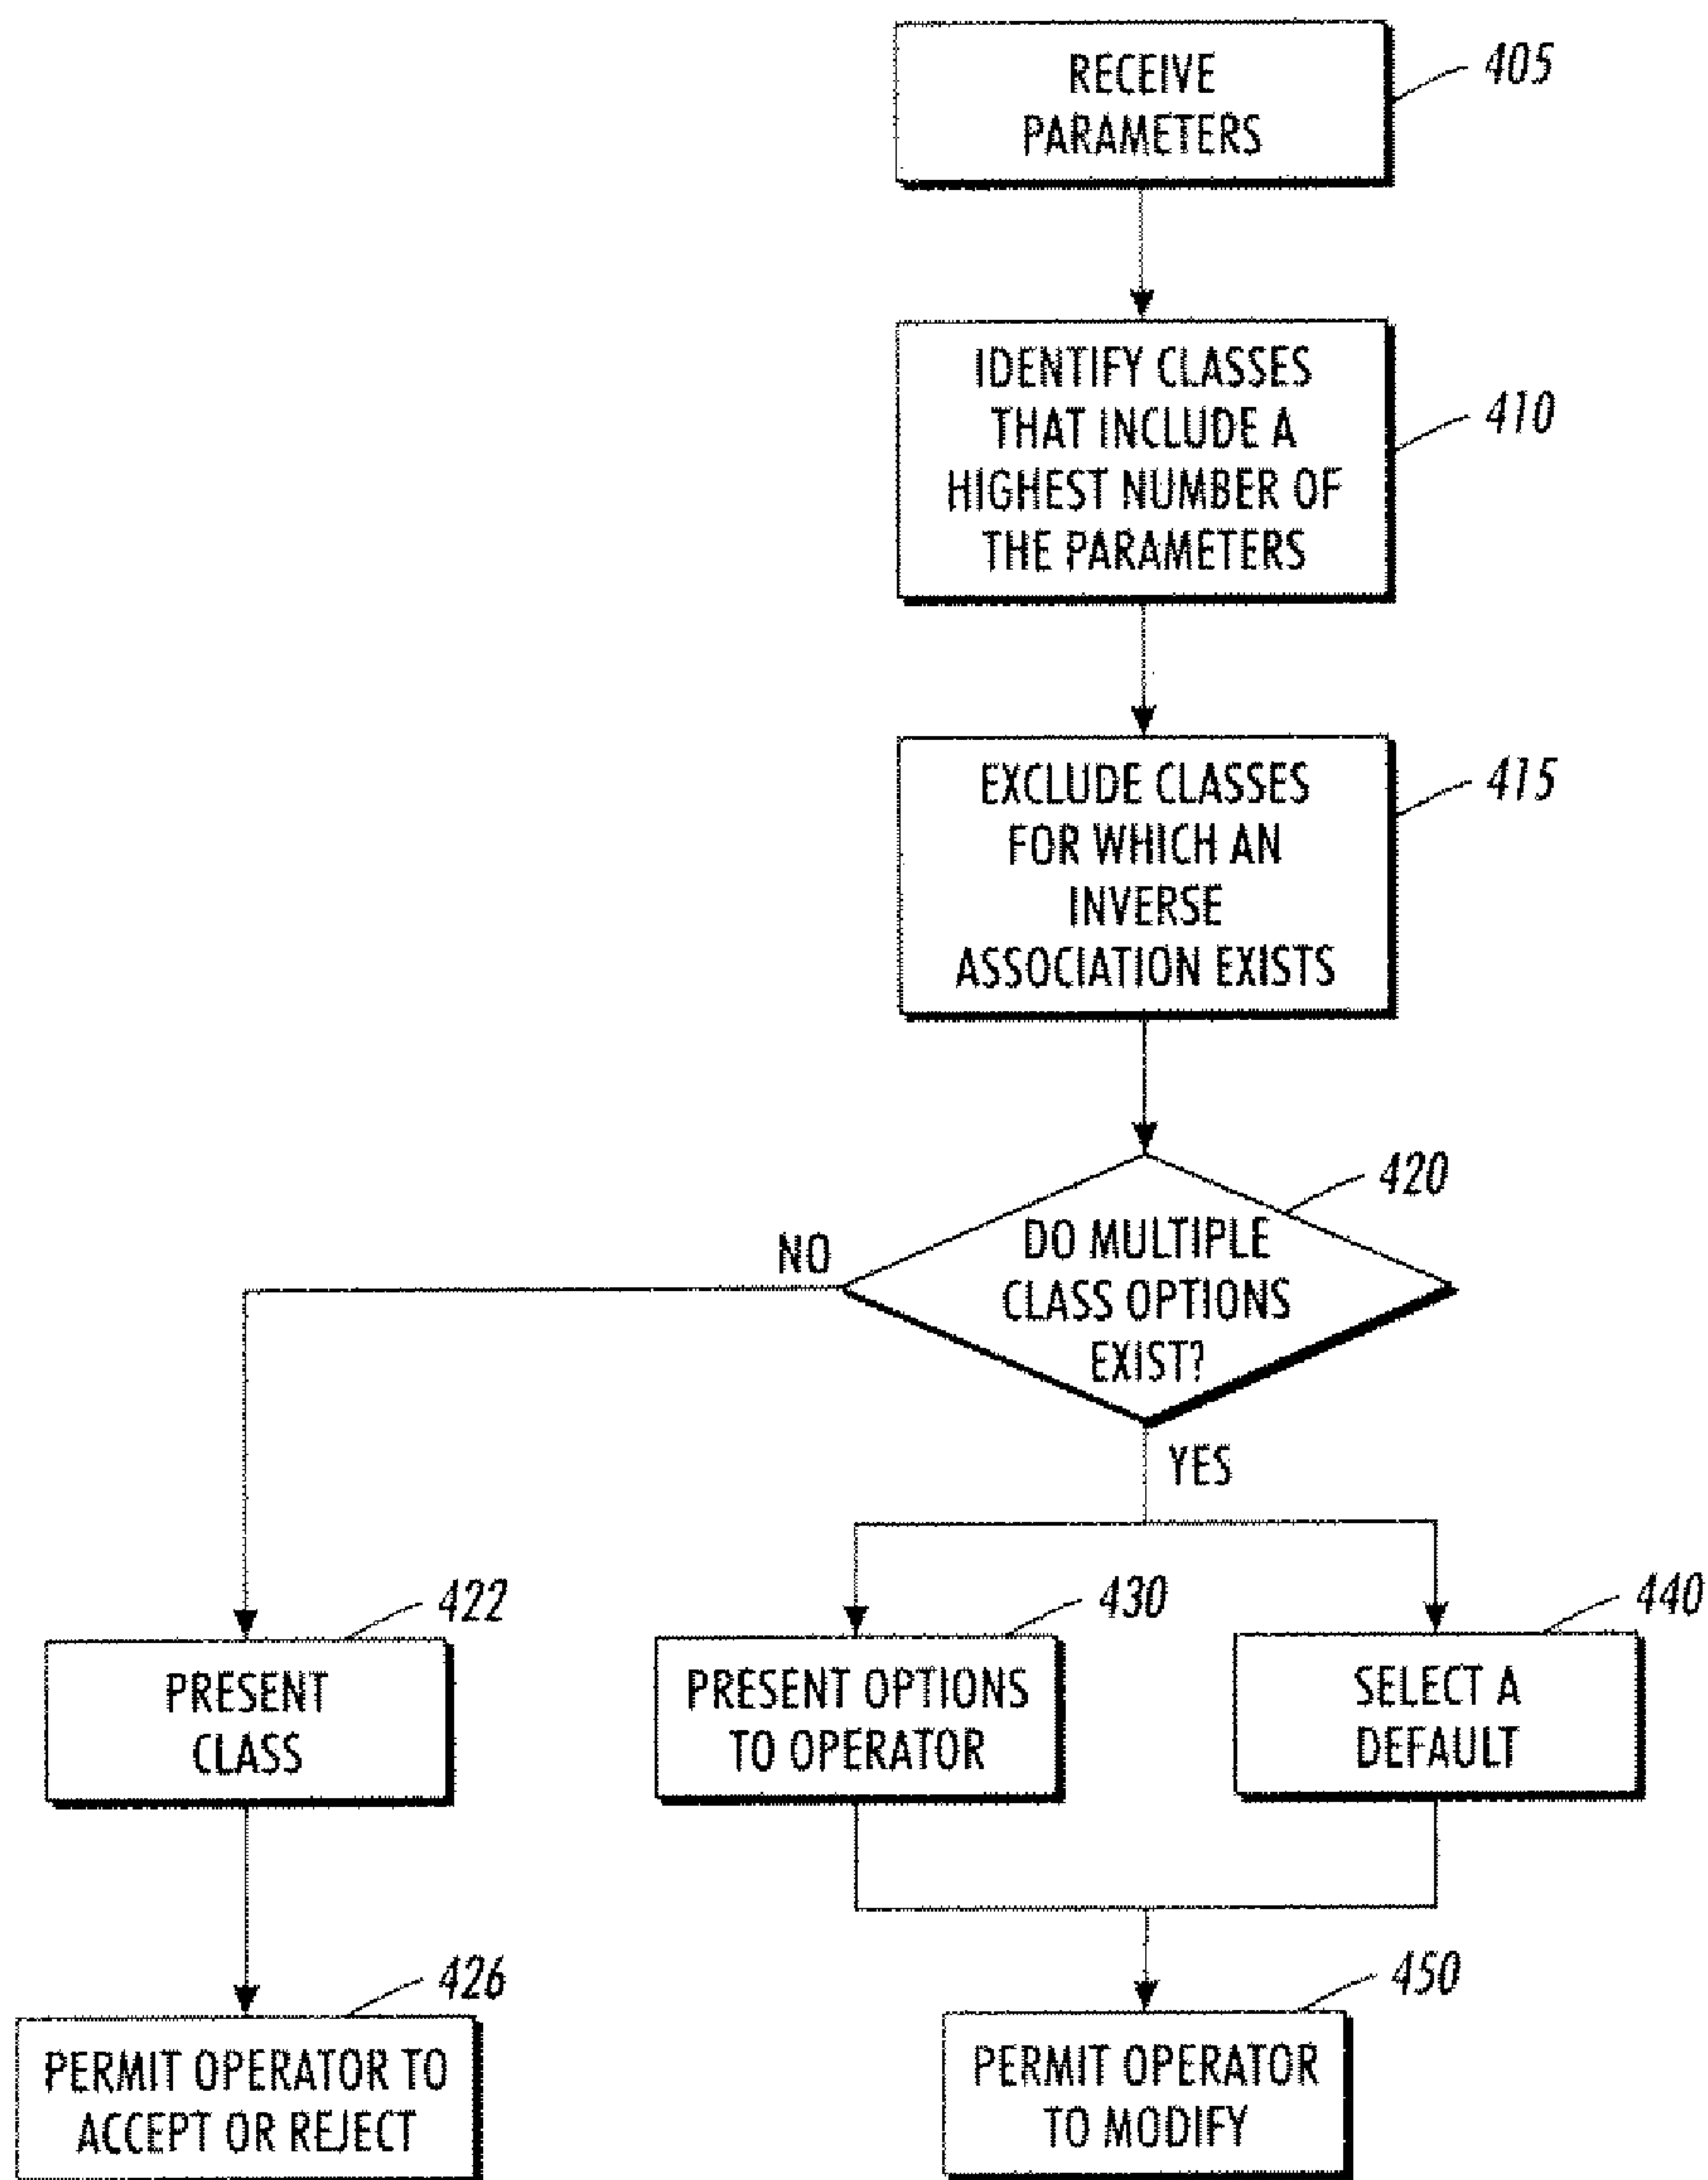 RECEIVE
PARAMETERS
405
IDENTIFY CLASSES
THAT INCLUDE A
HIGHEST NUMBER OF
THE PARAMETERS
410
EXCLUDE CLASSES
FOR WHICH AN
INVERSE
ASSOCIATION EXISTS
415
DO MULTIPLE
CLASS OPTIONS
EXIST?
420
NO
YES
PRESENT
CLASS
422
PRESENT OPTIONS
TO OPERATOR
430
SELECT A
DEFAULT
440
PERMIT OPERATOR TO
ACCEPT OR REJECT
426
PERMIT OPERATOR
TO MODIFY
450